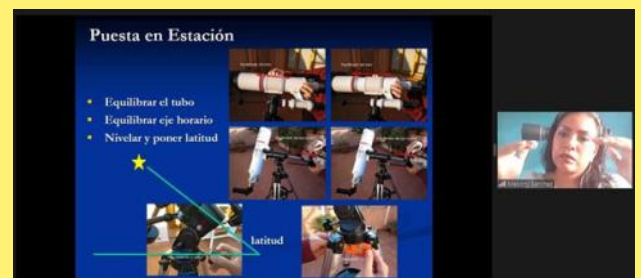 Puesta en Estación
Equilibrar el tubo
Equilibrar eje horario
Nivelar y poner latitud
latitud